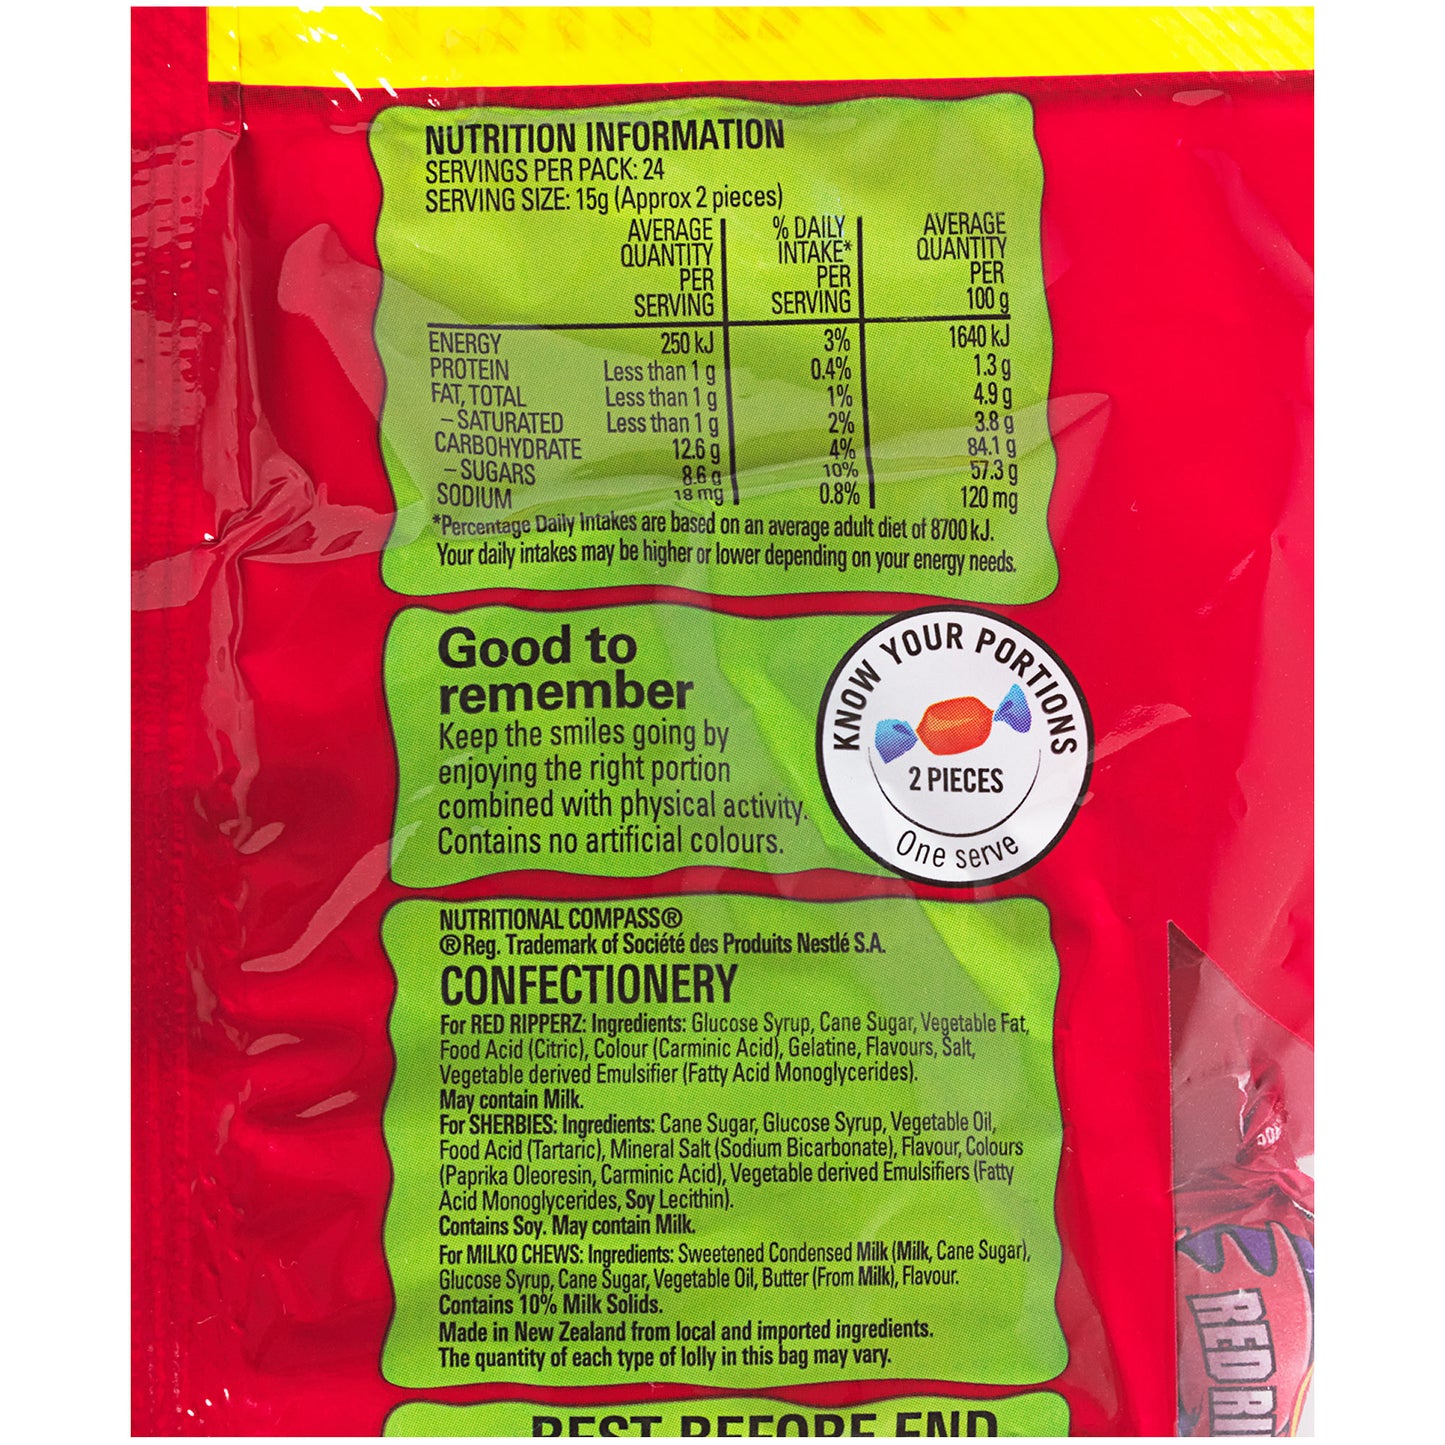 NUTRITION INFORMATION
SERVINGS PER PACK: 24
SERVING SIZE: 15g (Approx 2 pieces)
AVERAGE QUANTITY PER SERVING
% DAILY INTAKE* PER SERVING
AVERAGE QUANTITY PER 100 g
ENERGY 250 kJ 3% 1640 kJ
PROTEIN Less than 1 g 0.4% 1.3 g
FAT, TOTAL Less than 1 g 1% 4.9 g
– SATURATED Less than 1 g 2% 3.8 g
CARBOHYDRATE 12.6 g 4% 84.1 g
– SUGARS 8.6 g 10% 57.3 g
SODIUM 18 mg 0.8% 120 mg
*Percentage Daily Intakes are based on an average adult diet of 8700 kJ.
Your daily intakes may be higher or lower depending on your energy needs.
Good to
remember
Keep the smiles going by
enjoying the right portion
combined with physical activity.
Contains no artificial colours.
KNOW YOUR PORTIONS
2 PIECES
One serve
NUTRITIONAL COMPASS®
®Reg. Trademark of Société des Produits Nestlé S.A.
CONFECTIONERY
For RED RIPPERZ: Ingredients: Glucose Syrup, Cane Sugar, Vegetable Fat,
Food Acid (Citric), Colour (Carminic Acid), Gelatine, Flavours, Salt,
Vegetable derived Emulsifier (Fatty Acid Monoglycerides).
May contain Milk.
For SHERBIES: Ingredients: Cane Sugar, Glucose Syrup, Vegetable Oil,
Food Acid (Tartaric), Mineral Salt (Sodium Bicarbonate), Flavour, Colours
(Paprika Oleoresin, Carminic Acid), Vegetable derived Emulsifiers (Fatty
Acid Monoglycerides, Soy Lecithin).
Contains Soy. May contain Milk.
For MILKO CHEWS: Ingredients: Sweetened Condensed Milk (Milk, Cane Sugar),
Glucose Syrup, Cane Sugar, Vegetable Oil, Butter (From Milk), Flavour.
Contains 10% Milk Solids.
Made in New Zealand from local and imported ingredients.
The quantity of each type of lolly in this bag may vary.
BEST BEFORE END
RED RI